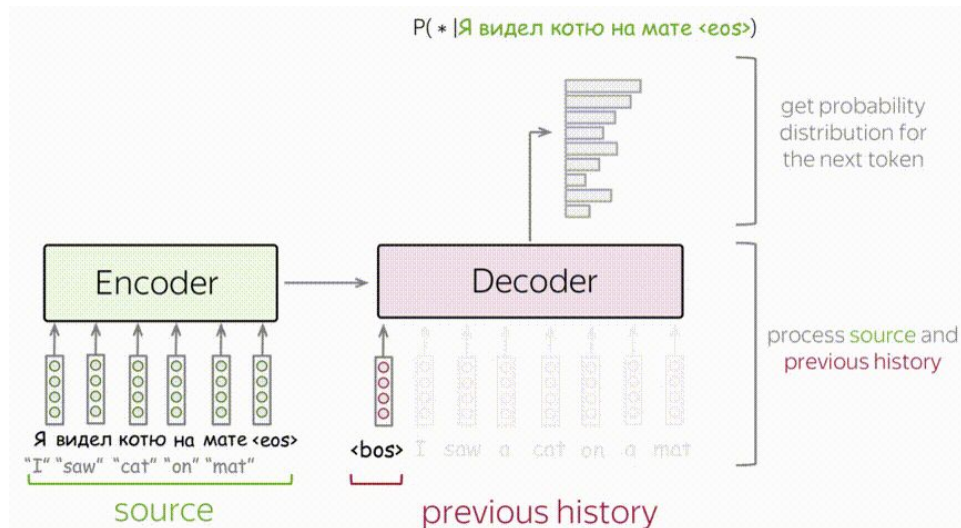 P( * |Я видел котю на мате <eos>)
get probability
distribution for
the next token
Encoder
Decoder
process source and
previous history
Я видел котю на мате <eos>
"I" "saw" "cat" "on" "mat"
<bos> I saw a cat on a mat
source
previous history